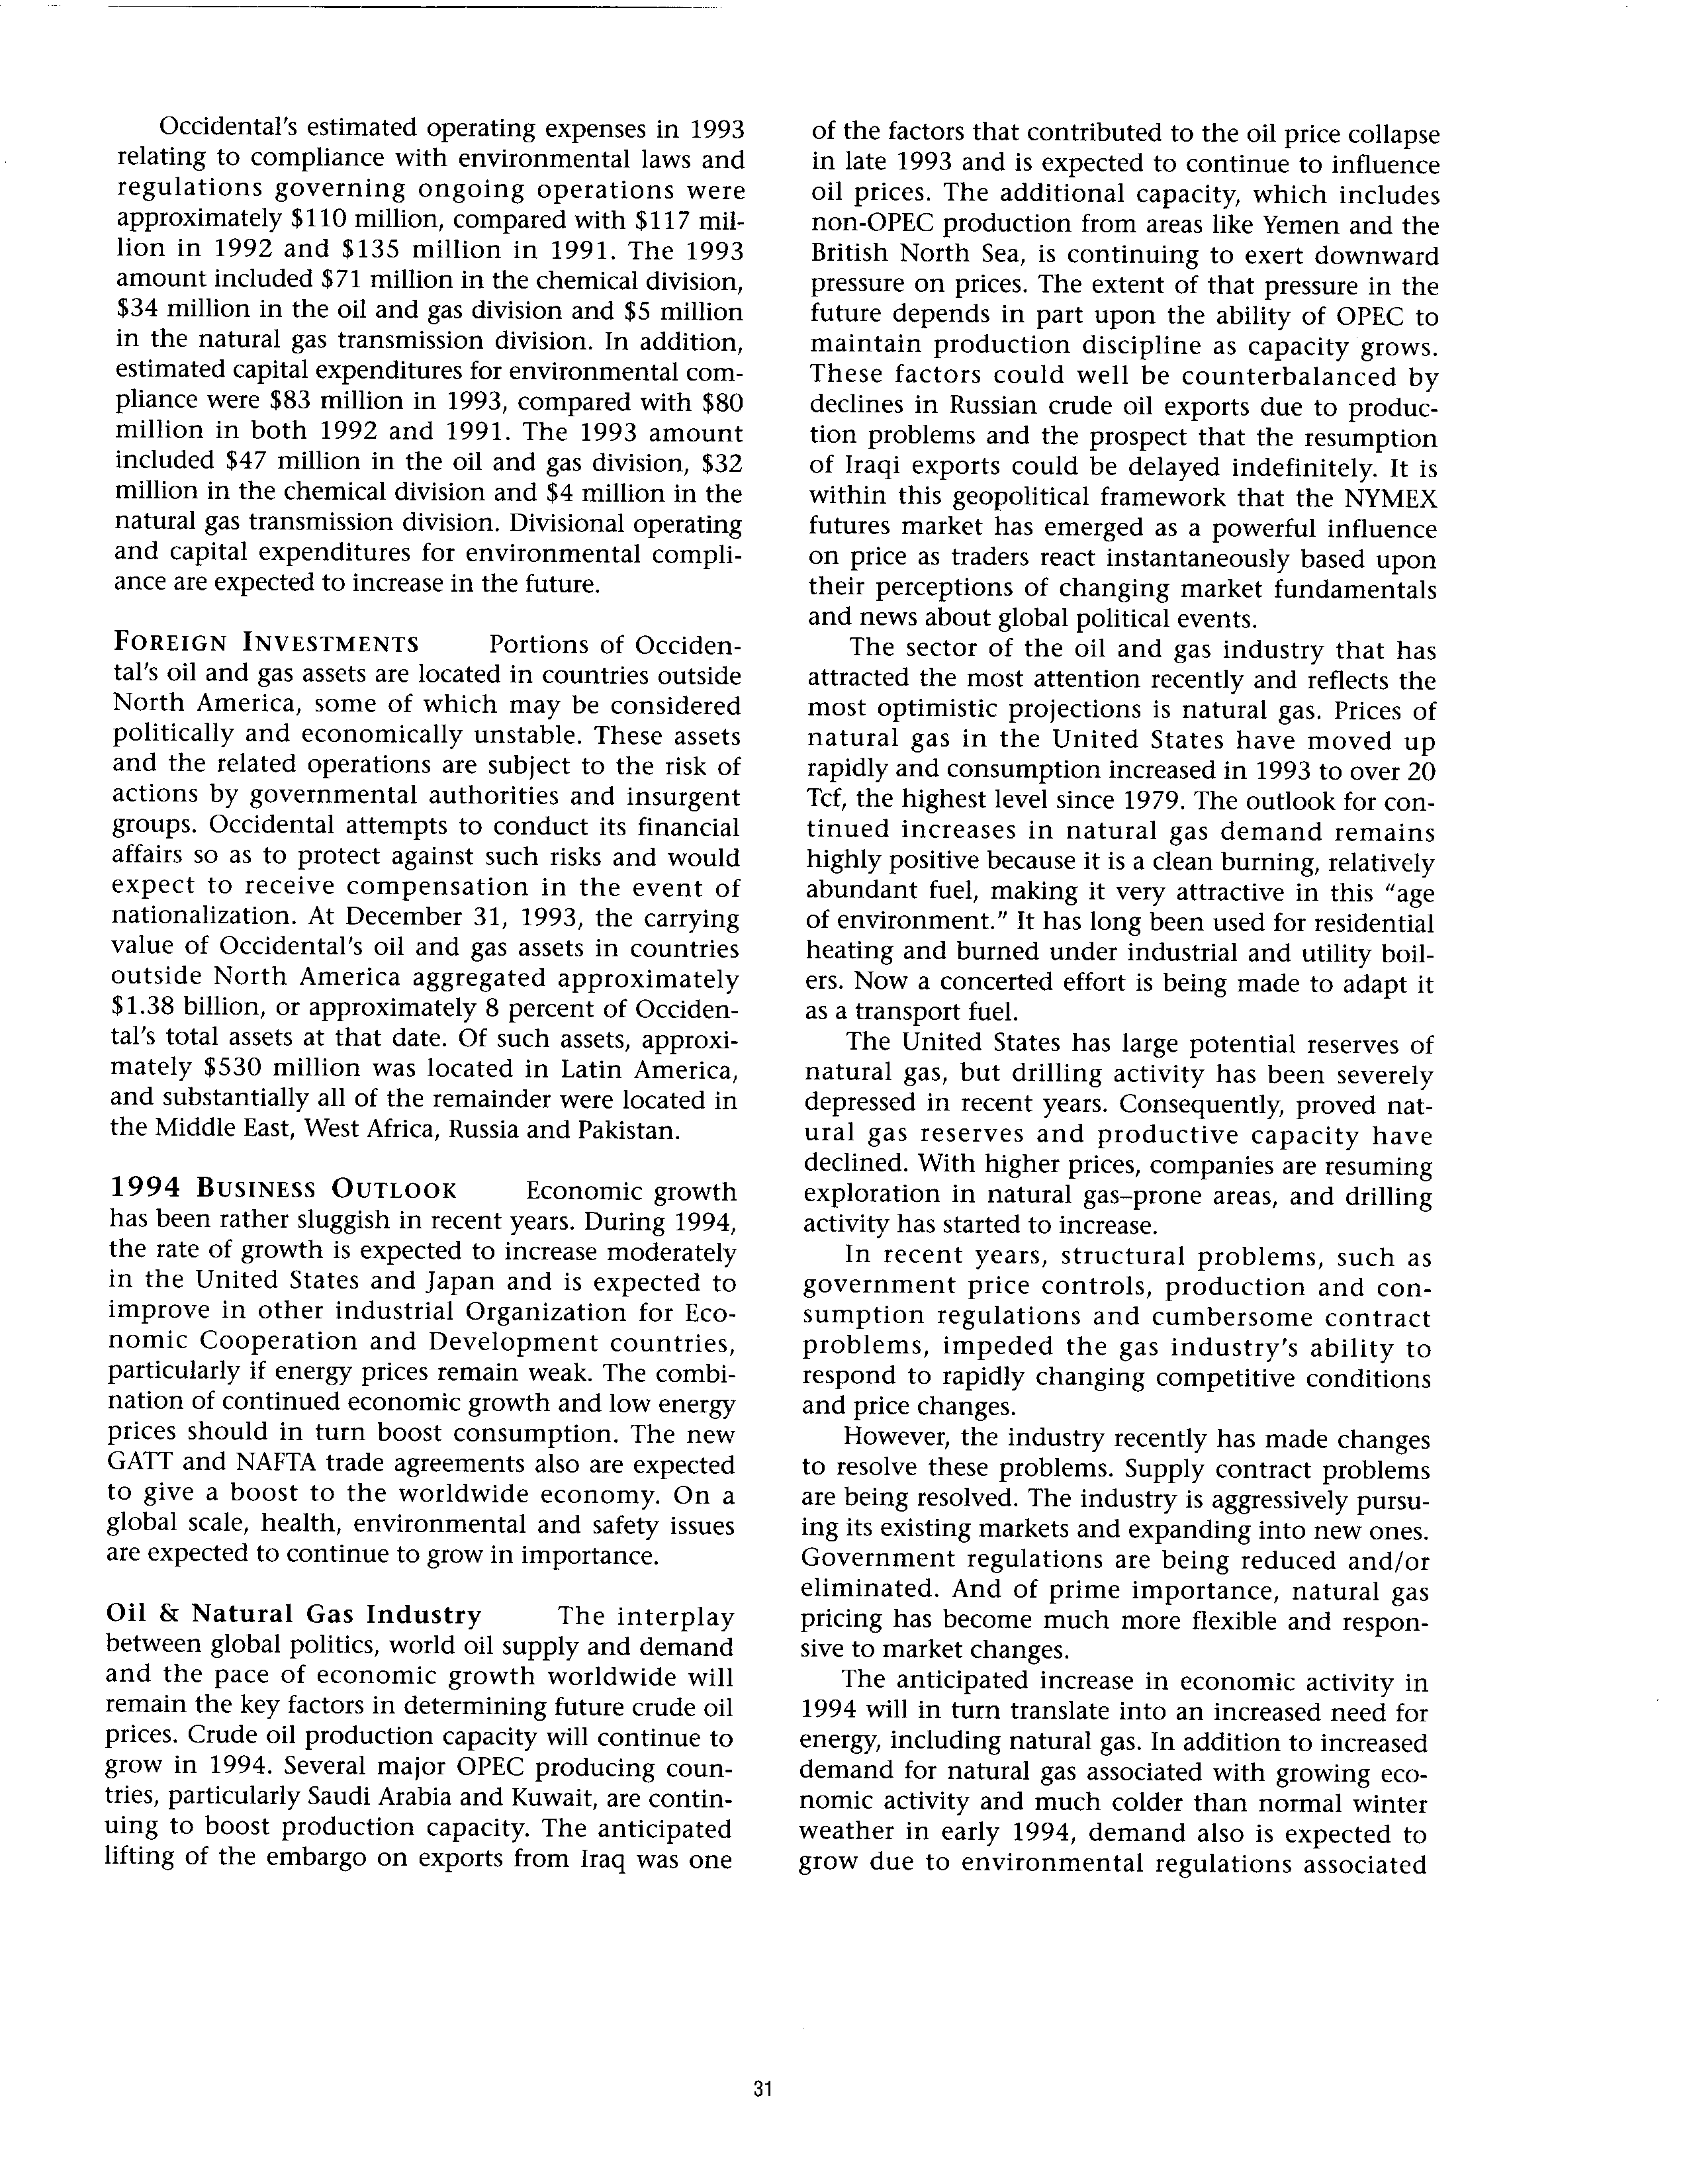 Occidental's estimated operating expenses in 1993
relating to compliance with environmental laws and
regulations governing ongoing operations were
approximately $110 million, compared with $117 mil-
lion in 1992 and $135 million in 1991. The 1993
amount included $71 million in the chemical division,
$34 million in the oil and gas division and $5 million
in the natural gas transmission division. In addition,
estimated capital expenditures for environmental com-
pliance were $83 million in 1993, compared with $80
million in both 1992 and 1991. The 1993 amount
included $47 million in the oil and gas division, $32
million in the chemical division and $4 million in the
natural gas transmission division. Divisional operating
and capital expenditures for environmental compli-
ance are expected to increase in the future.
FOREIGN INVESTMENTS Portions of Occiden-
tal's oil and gas assets are located in countries outside
North America, some of which may be considered
politically and economically unstable. These assets
and the related operations are subject to the risk of
actions by governmental authorities and insurgent
groups. Occidental attempts to conduct its financial
affairs so as to protect against such risks and would
expect to receive compensation in the event of
nationalization. At December 31, 1993, the carrying
value of Occidental's oil and gas assets in countries
outside North America aggregated approximately
$1.38 billion, or approximately 8 percent of Occiden-
tal's total assets at that date. Of such assets, approxi-
mately $530 million was located in Latin America,
and substantially all of the remainder were located in
the Middle East, West Africa, Russia and Pakistan.
1994 BUSINESS OUTLOOK Economic growth
has been rather sluggish in recent years. During 1994,
the rate of growth is expected to increase moderately
in the United States and Japan and is expected to
improve in other industrial Organization for Eco-
nomic Cooperation and Development countries,
particularly if energy prices remain weak. The combi-
nation of continued economic growth and low energy
prices should in turn boost consumption. The new
GATT and NAFTA trade agreements also are expected
to give a boost to the worldwide economy. On a
global scale, health, environmental and safety issues
are expected to continue to grow in importance.
Oil & Natural Gas Industry The interplay
between global politics, world oil supply and demand
and the pace of economic growth worldwide will
remain the key factors in determining future crude oil
prices. Crude oil production capacity will continue to
grow in 1994. Several major OPEC producing coun-
tries, particularly Saudi Arabia and Kuwait, are contin-
uing to boost production capacity. The anticipated
lifting of the embargo on exports from Iraq was one
of the factors that contributed to the oil price collapse
in late 1993 and is expected to continue to influence
oil prices. The additional capacity, which includes
non-OPEC production from areas like Yemen and the
British North Sea, is continuing to exert downward
pressure on prices. The extent of that pressure in the
future depends in part upon the ability of OPEC to
maintain production discipline as capacity grows.
These factors could well be counterbalanced by
declines in Russian crude oil exports due to produc-
tion problems and the prospect that the resumption
of Iraqi exports could be delayed indefinitely. It is
within this geopolitical framework that the NYMEX
futures market has emerged as a powerful influence
on price as traders react instantaneously based upon
their perceptions of changing market fundamentals
and news about global political events.
The sector of the oil and gas industry that has
attracted the most attention recently and reflects the
most optimistic projections is natural gas. Prices of
natural gas in the United States have moved up
rapidly and consumption increased in 1993 to over 20
Tcf, the highest level since 1979. The outlook for con-
tinued increases in natural gas demand remains
highly positive because it is a clean burning, relatively
abundant fuel, making it very attractive in this "age
of environment." It has long been used for residential
heating and burned under industrial and utility boil-
ers. Now a concerted effort is being made to adapt it
as a transport fuel.
The United States has large potential reserves of
natural gas, but drilling activity has been severely
depressed in recent years. Consequently, proved nat-
ural gas reserves and productive capacity have
declined. With higher prices, companies are resuming
exploration in natural gas–prone areas, and drilling
activity has started to increase.
In recent years, structural problems, such as
government price controls, production and con-
sumption regulations and cumbersome contract
problems, impeded the gas industry's ability to
respond to rapidly changing competitive conditions
and price changes.
However, the industry recently has made changes
to resolve these problems. Supply contract problems
are being resolved. The industry is aggressively pursu-
ing its existing markets and expanding into new ones.
Government regulations are being reduced and/or
eliminated. And of prime importance, natural gas
pricing has become much more flexible and respon-
sive to market changes.
The anticipated increase in economic activity in
1994 will in turn translate into an increased need for
energy, including natural gas. In addition to increased
demand for natural gas associated with growing eco-
nomic activity and much colder than normal winter
weather in early 1994, demand also is expected to
grow due to environmental regulations associated
31